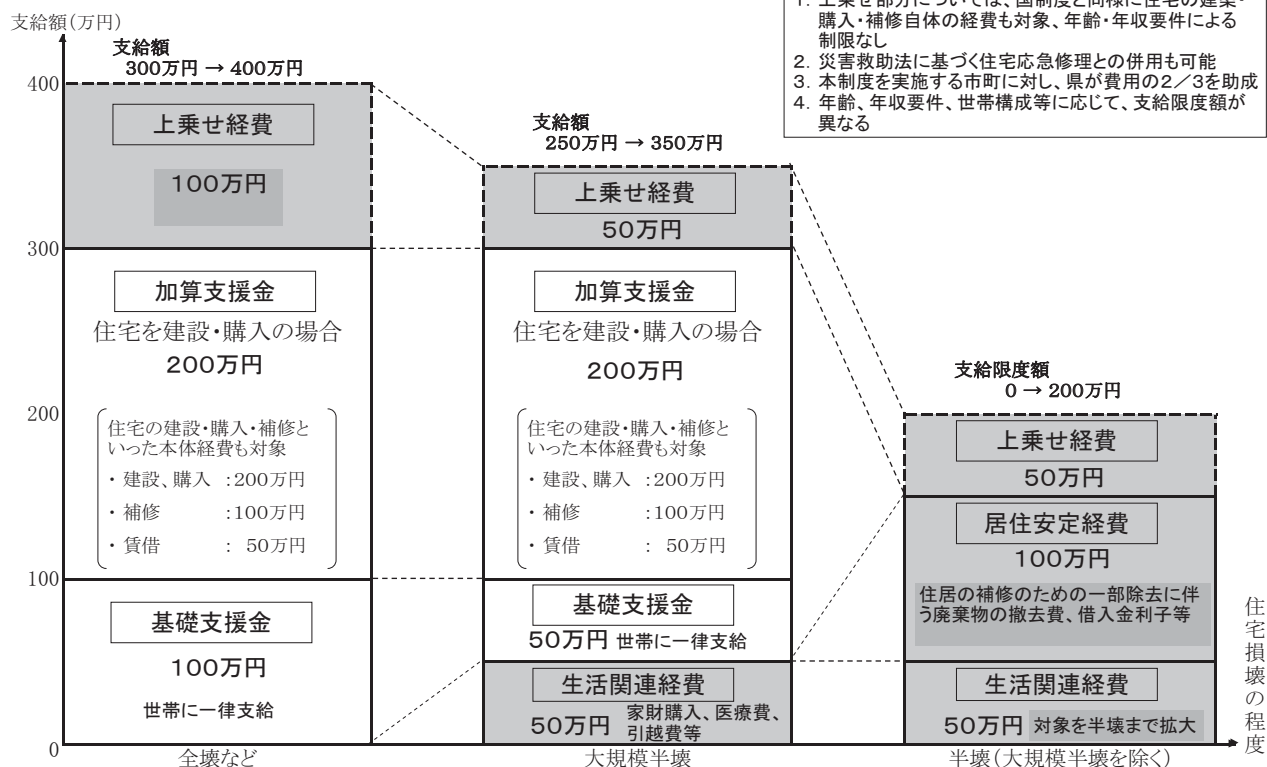 支給額(万円)
1. 上乗せ部分については、国制度と同様に住宅の建築・
購入・補修自体の経費も対象、年齢・年収要件による
制限なし
2. 災害救助法に基づく住宅応急修理との併用も可能
3. 本制度を実施する市町に対し、県が費用の2/3を助成
4. 年齢、年収要件、世帯構成等に応じて、支給限度額が
異なる
400
300
200
100
0
支給額
300万円 → 400万円
上乗せ経費
100万円
加算支援金
住宅を建設・購入の場合
200万円
住宅の建設・購入・補修と
いった本体経費も対象
・ 建設、購入 :200万円
・ 補修 :100万円
・ 賃借 : 50万円
基礎支援金
100万円
世帯に一律支給
全壊など
支給額
250万円 → 350万円
上乗せ経費
50万円
加算支援金
住宅を建設・購入の場合
200万円
住宅の建設・購入・補修と
いった本体経費も対象
・ 建設、購入 :200万円
・ 補修 :100万円
・ 賃借 : 50万円
基礎支援金
50万円 世帯に一律支給
生活関連経費
50万円 家財購入、医療費、
引越費等
大規模半壊
支給限度額
0 → 200万円
上乗せ経費
50万円
居住安定経費
100万円
住居の補修のための一部除去に伴
う廃棄物の撤去費、借入金利子等
生活関連経費
50万円 対象を半壊まで拡大
半壊(大規模半壊を除く)
住宅損壊の程度